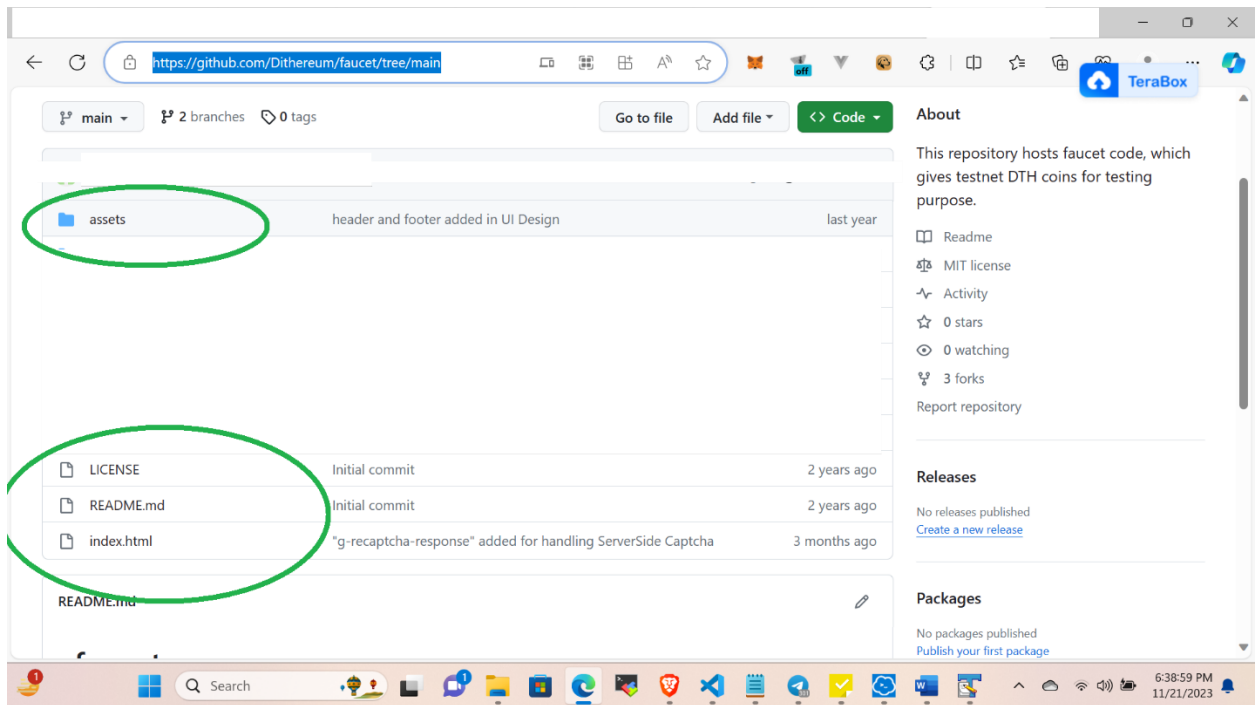 https://github.com/Dithereum/faucet/tree/main
off
TeraBox
main
2 branches
0 tags
Go to file
Add file
<> Code
About
This repository hosts faucet code, which
gives testnet DTH coins for testing
purpose.
assets
header and footer added in UI Design
last year
Readme
MIT license
Activity
0 stars
0 watching
3 forks
Report repository
LICENSE
Initial commit
2 years ago
README.md
Initial commit
2 years ago
index.html
"g-recaptcha-response" added for handling ServerSide Captcha
3 months ago
Releases
No releases published
Create a new release
README.md
Packages
No packages published
Publish your first package
1
Search
1
6:38:59 PM
11/21/2023